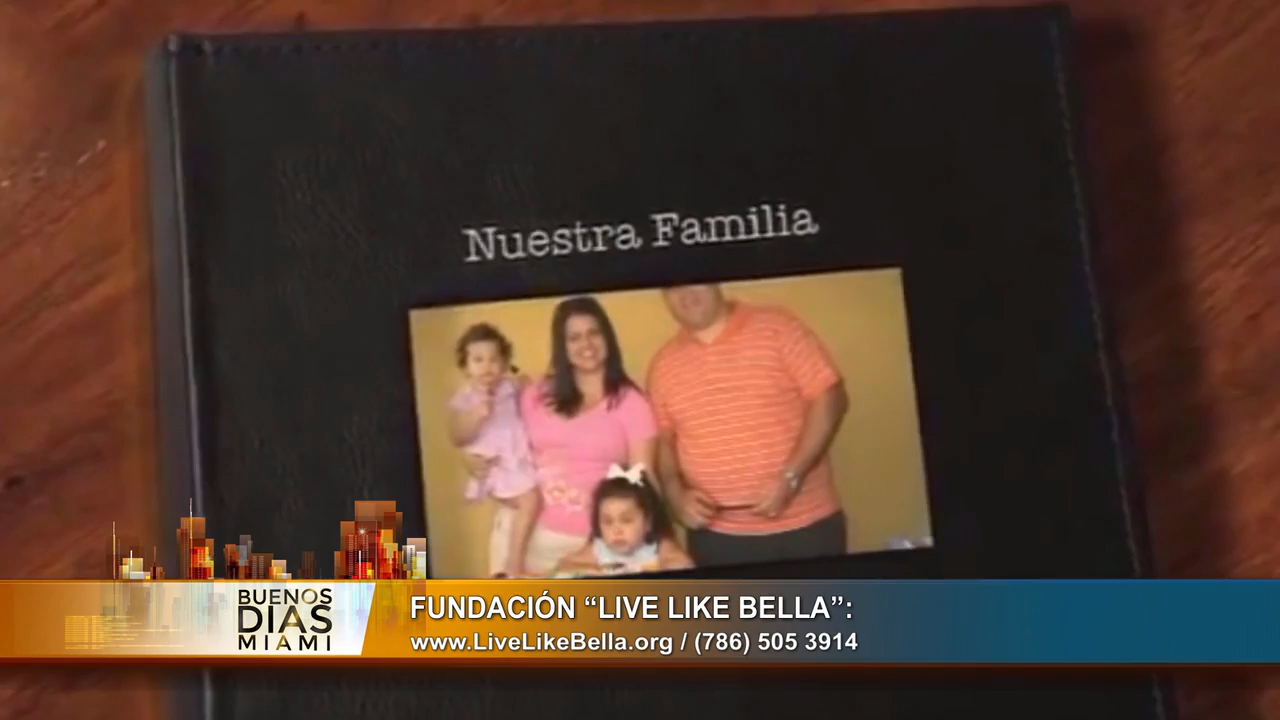 Nuestra Familia
BUENOS
DIAS
MIAMI
FUNDACIÓN “LIVE LIKE BELLA”:
www.LiveLikeBella.org / (786) 505 3914